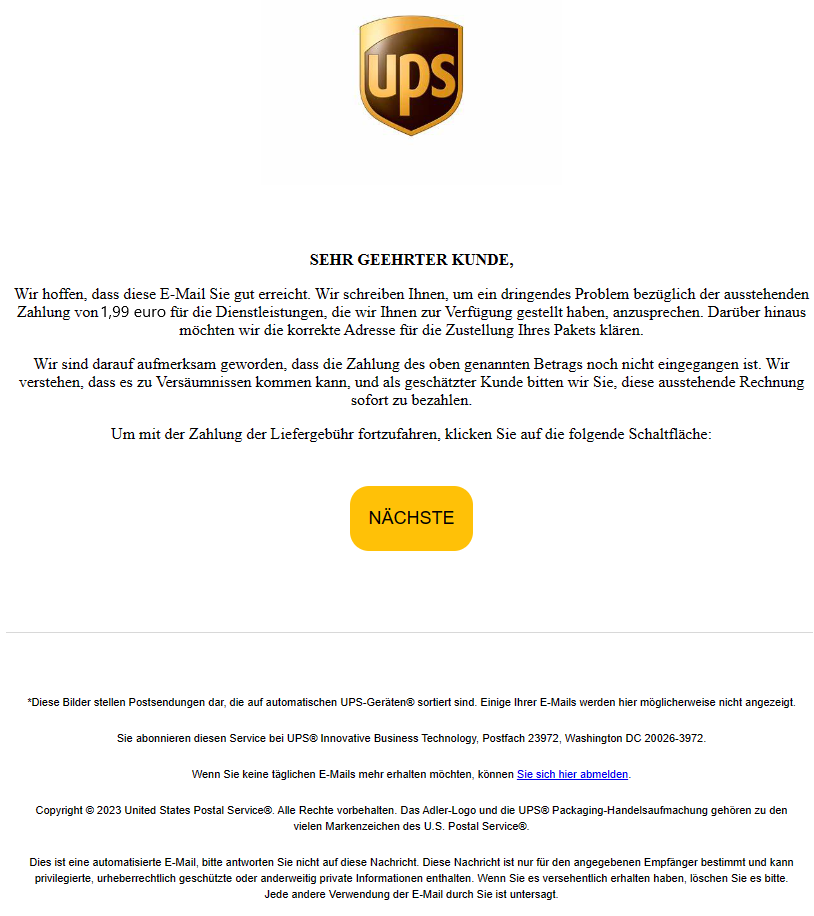 ups
SEHR GEEHRTER KUNDE,
Wir hoffen, dass diese E-Mail Sie gut erreicht. Wir schreiben Ihnen, um ein dringendes Problem bezüglich der ausstehenden
Zahlung von 1,99 euro für die Dienstleistungen, die wir Ihnen zur Verfügung gestellt haben, anzusprechen. Darüber hinaus
möchten wir die korrekte Adresse für die Zustellung Ihres Pakets klären.
Wir sind darauf aufmerksam geworden, dass die Zahlung des oben genannten Betrags noch nicht eingegangen ist. Wir
verstehen, dass es zu Versäumnissen kommen kann, und als geschätzter Kunde bitten wir Sie, diese ausstehende Rechnung
sofort zu bezahlen.
Um mit der Zahlung der Liefergebühr fortzufahren, klicken Sie auf die folgende Schaltfläche:
NÄCHSTE
*Diese Bilder stellen Postsendungen dar, die auf automatischen UPS-Geräten® sortiert sind. Einige Ihrer E-Mails werden hier möglicherweise nicht angezeigt.
Sie abonnieren diesen Service bei UPS® Innovative Business Technology, Postfach 23972, Washington DC 20026-3972.
Wenn Sie keine täglichen E-Mails mehr erhalten möchten, können Sie sich hier abmelden.
Copyright © 2023 United States Postal Service®. Alle Rechte vorbehalten. Das Adler-Logo und die UPS® Packaging-Handelsaufmachung gehören zu den
vielen Markenzeichen des U.S. Postal Service®.
Dies ist eine automatisierte E-Mail, bitte antworten Sie nicht auf diese Nachricht. Diese Nachricht ist nur für den angegebenen Empfänger bestimmt und kann
privilegierte, urheberrechtlich geschützte oder anderweitig private Informationen enthalten. Wenn Sie es versehentlich erhalten haben, löschen Sie es bitte.
Jede andere Verwendung der E-Mail durch Sie ist untersagt.